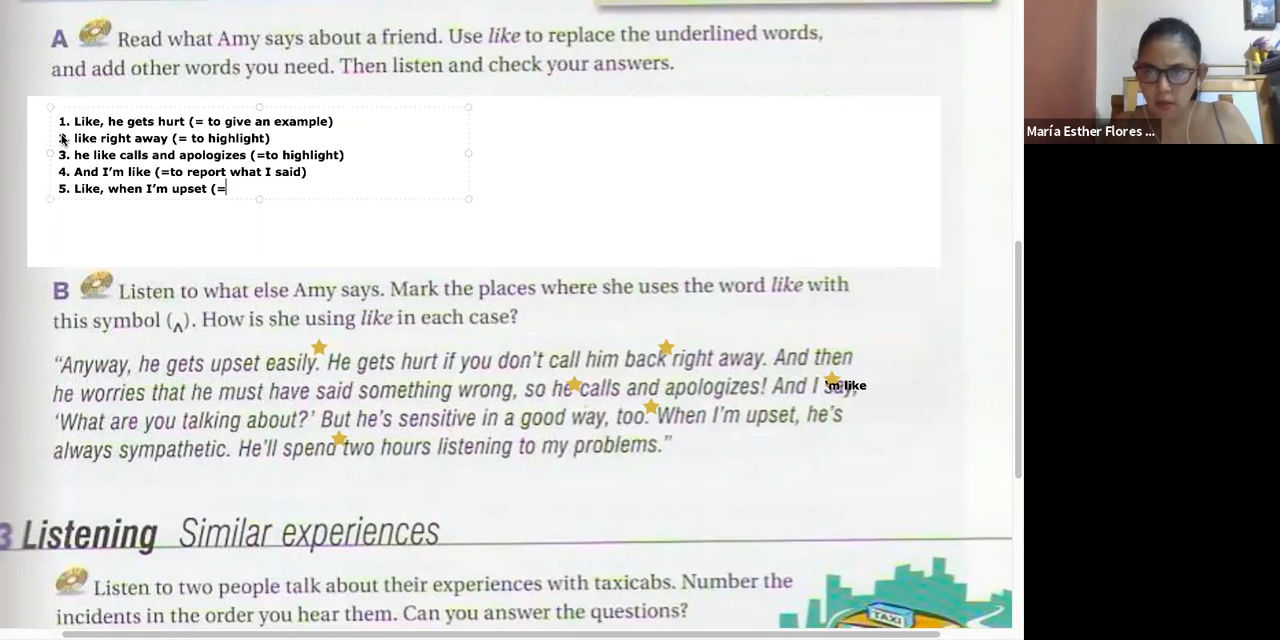 A Read what Amy says about a friend. Use like to replace the underlined words,
and add other words you need. Then listen and check your answers.
1. Like, he gets hurt (= to give an example)
like right away (= to highlight)
3. he like calls and apologizes (=to highlight)
4. And I'm like (=to report what I said)
5. Like, when I'm upset (=
B Listen to what else Amy says. Mark the places where she uses the word like with
this symbol (^). How is she using like in each case?
"Anyway, he gets upset easily. He gets hurt if you don't call him back right away. And then
he worries that he must have said something wrong, so he calls and apologizes! And I say, 'm like
'What are you talking about?' But he's sensitive in a good way, too. When I'm upset, he's
always sympathetic. He'll spend two hours listening to my problems."
3 Listening Similar experiences
Listen to two people talk about their experiences with taxicabs. Number the
incidents in the order you hear them. Can you answer the questions?
TAXI
María Esther Flores ...